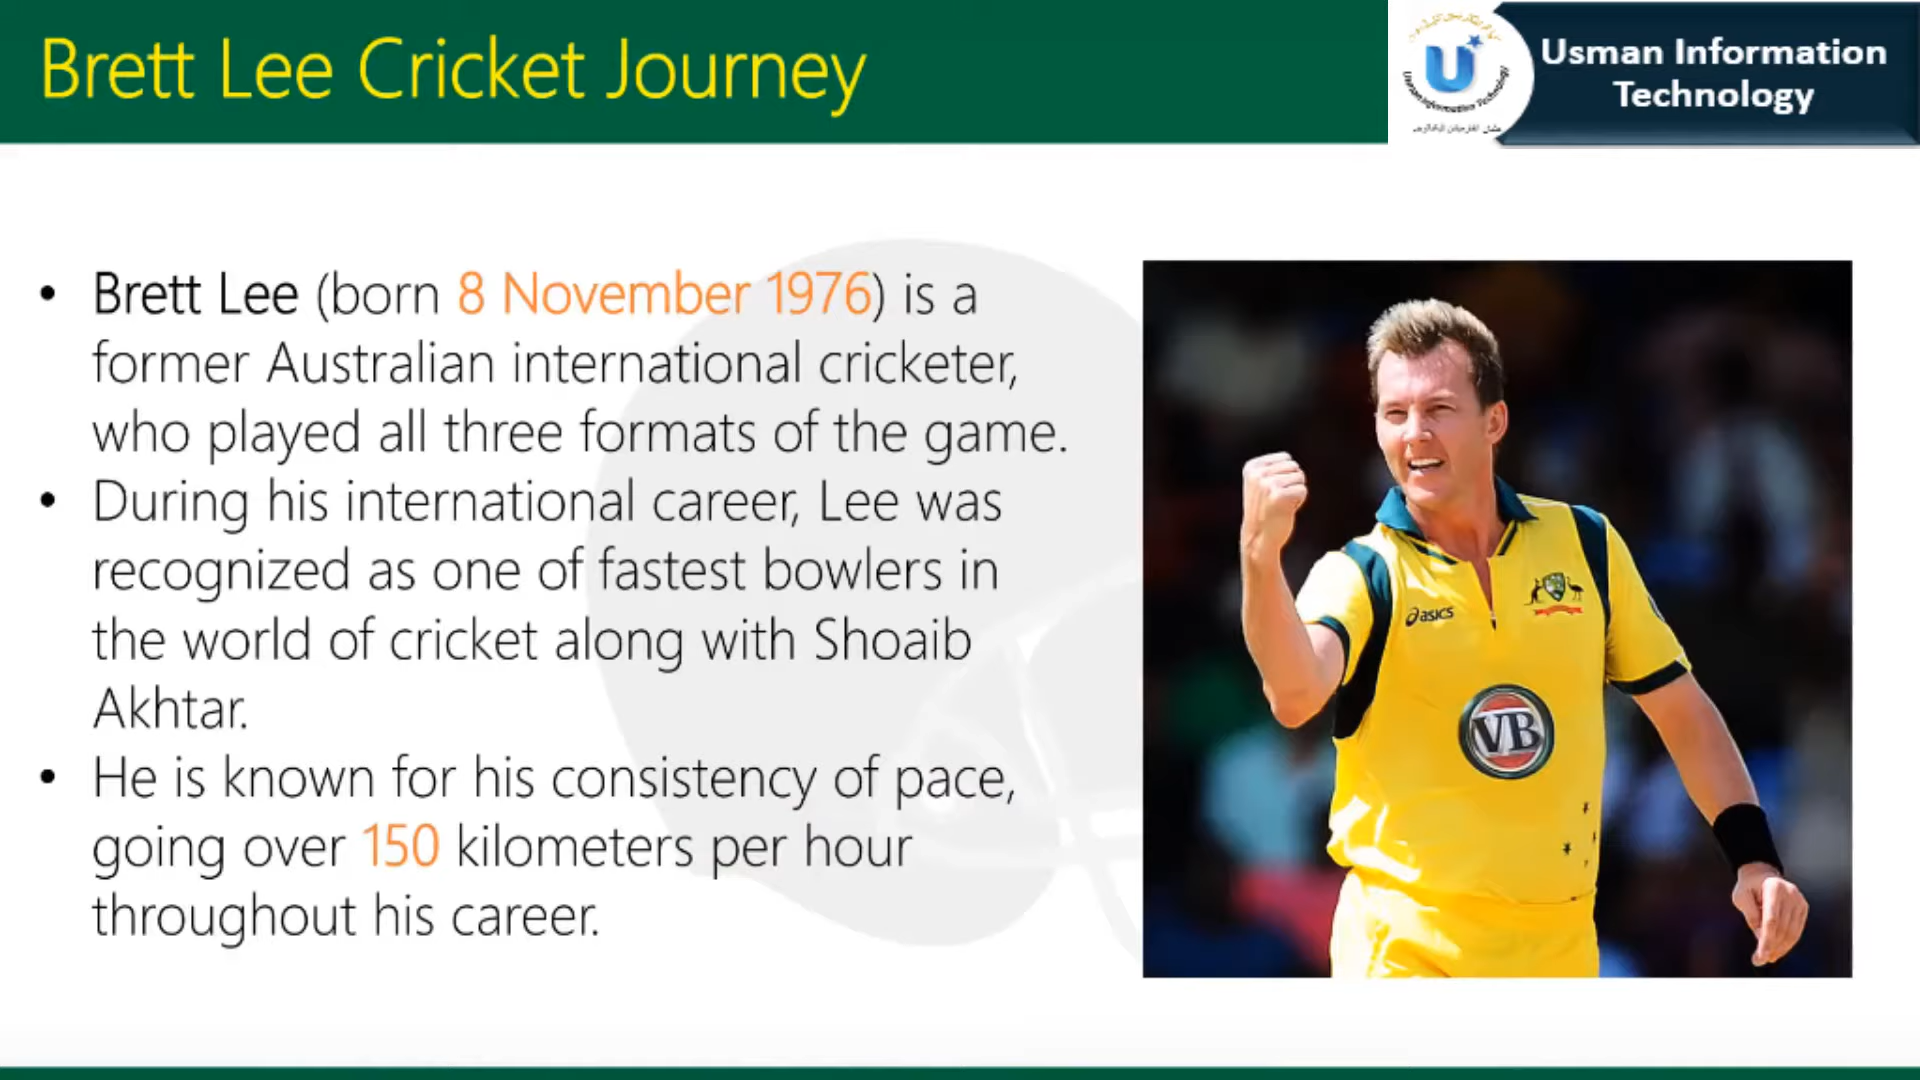 Brett Lee Cricket Journey
Usman Information
Technology
U
Usman Information Technology
• Brett Lee (born 8 November 1976) is a
former Australian international cricketer,
who played all three formats of the game.
• During his international career, Lee was
recognized as one of fastest bowlers in
the world of cricket along with Shoaib
Akhtar.
• He is known for his consistency of pace,
going over 150 kilometers per hour
throughout his career.
asics
VB